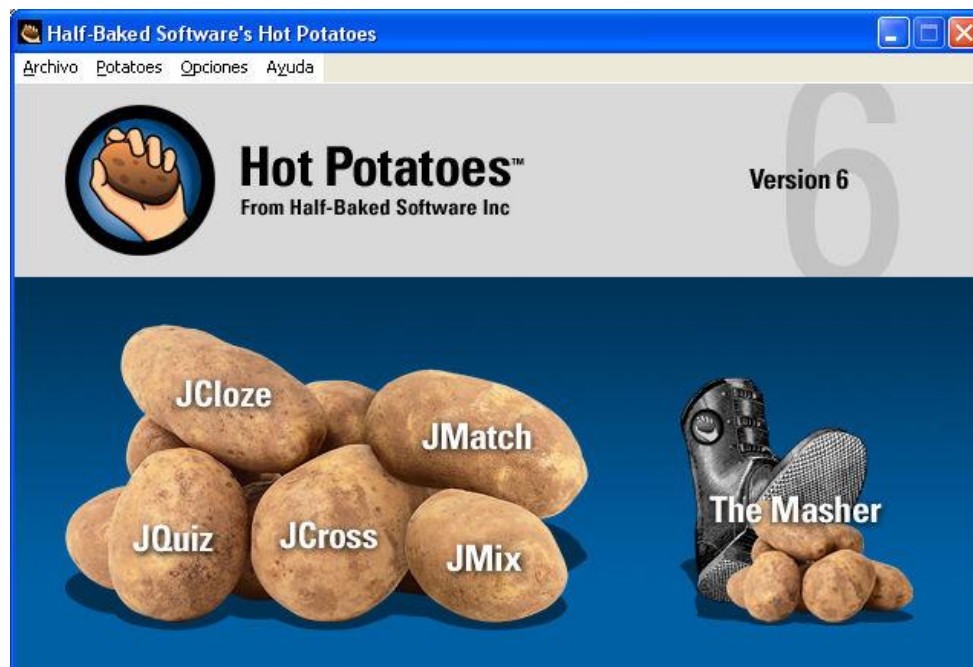 Half-Baked Software's Hot Potatoes
Archivo Potatoes Opciones Ayuda
Hot Potatoes™
From Half-Baked Software Inc
6
Version 6
JCloze
JMatch
JQuiz
JCross
JMix
The Masher